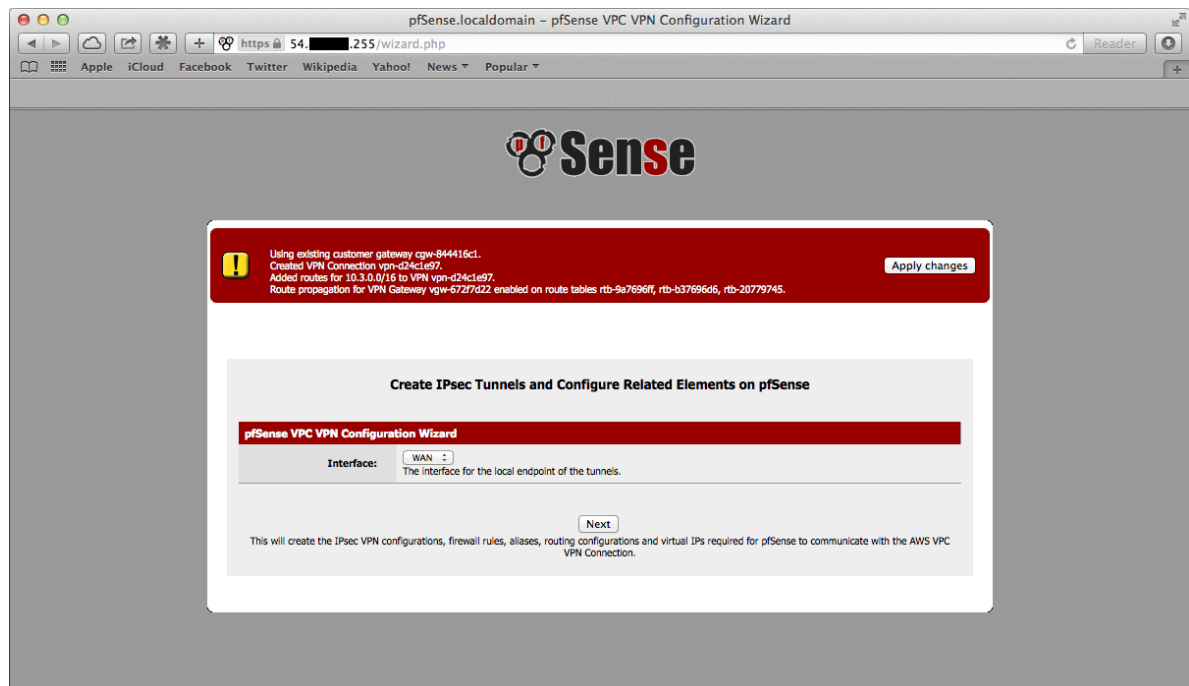 pfSense.localdomain – pfSense VPC VPN Configuration Wizard
https 54. .255/wizard.php
Reader
Apple iCloud Facebook Twitter Wikipedia Yahoo! News Popular
pf Sense
Using existing customer gateway cgw-844416c1.
Created VPN Connection vpn-d24c1e97.
Added routes for 10.3.0.0/16 to VPN vpn-d24c1e97.
Route propagation for VPN Gateway vgw-672f7d22 enabled on route tables rtb-9a7696ff, rtb-b37696d6, rtb-20779745.
Apply changes
Create IPsec Tunnels and Configure Related Elements on pfSense
pfSense VPC VPN Configuration Wizard
Interface:
WAN
The interface for the local endpoint of the tunnels.
Next
This will create the IPsec VPN configurations, firewall rules, aliases, routing configurations and virtual IPs required for pfSense to communicate with the AWS VPC
VPN Connection.